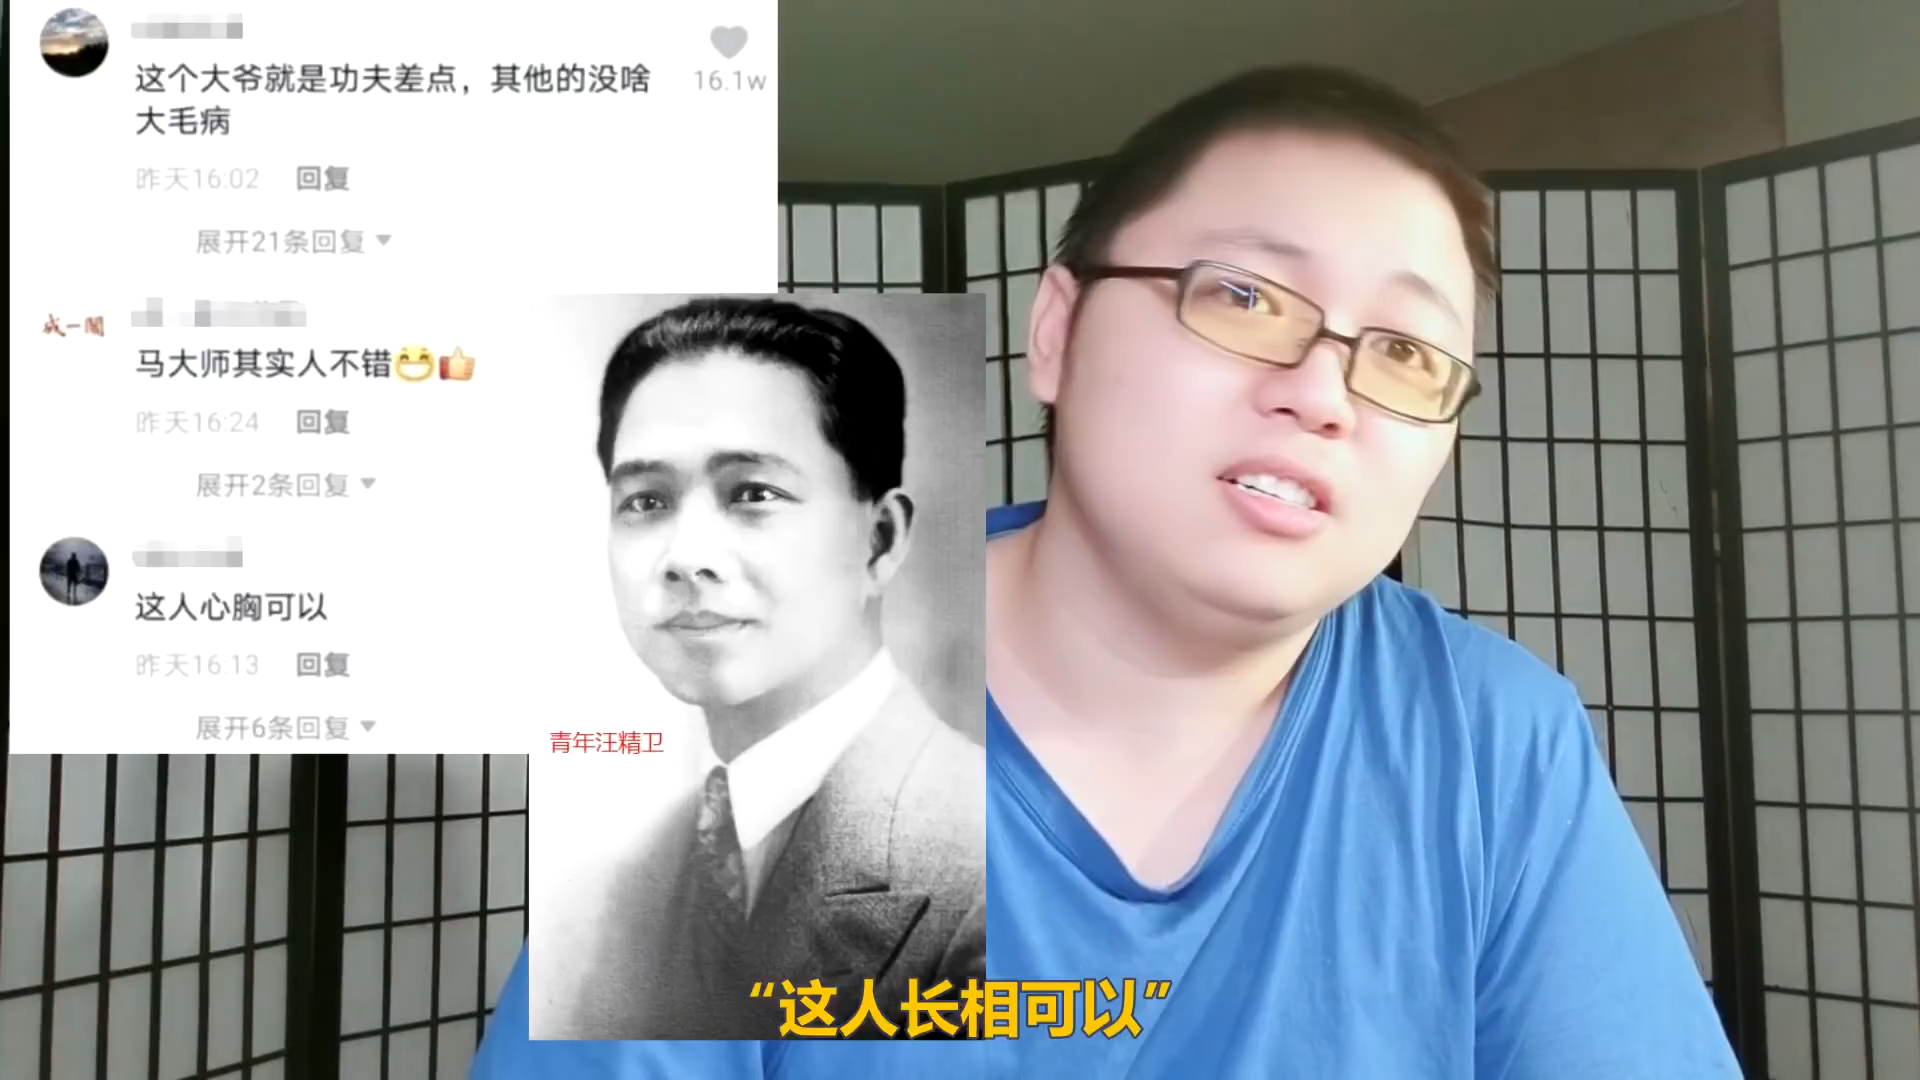 这个大爷就是功夫差点，其他的没啥
大毛病
16.1w
昨天16:02 回复
展开21条回复
马大师其实人不错
昨天16:24 回复
展开2条回复
这人心胸可以
昨天16:13 回复
展开6条回复
青年汪精卫
“这人长相可以”